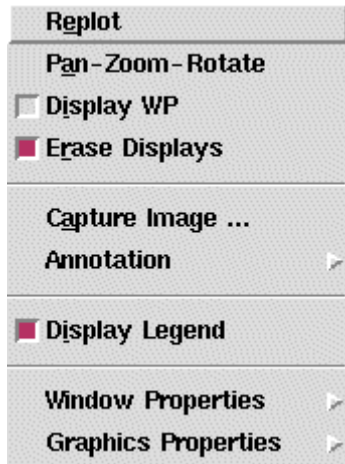 Replot
Pan-Zoom-Rotate
Display WP
Erase Displays
Capture Image ...
Annotation
Display Legend
Window Properties
Graphics Properties